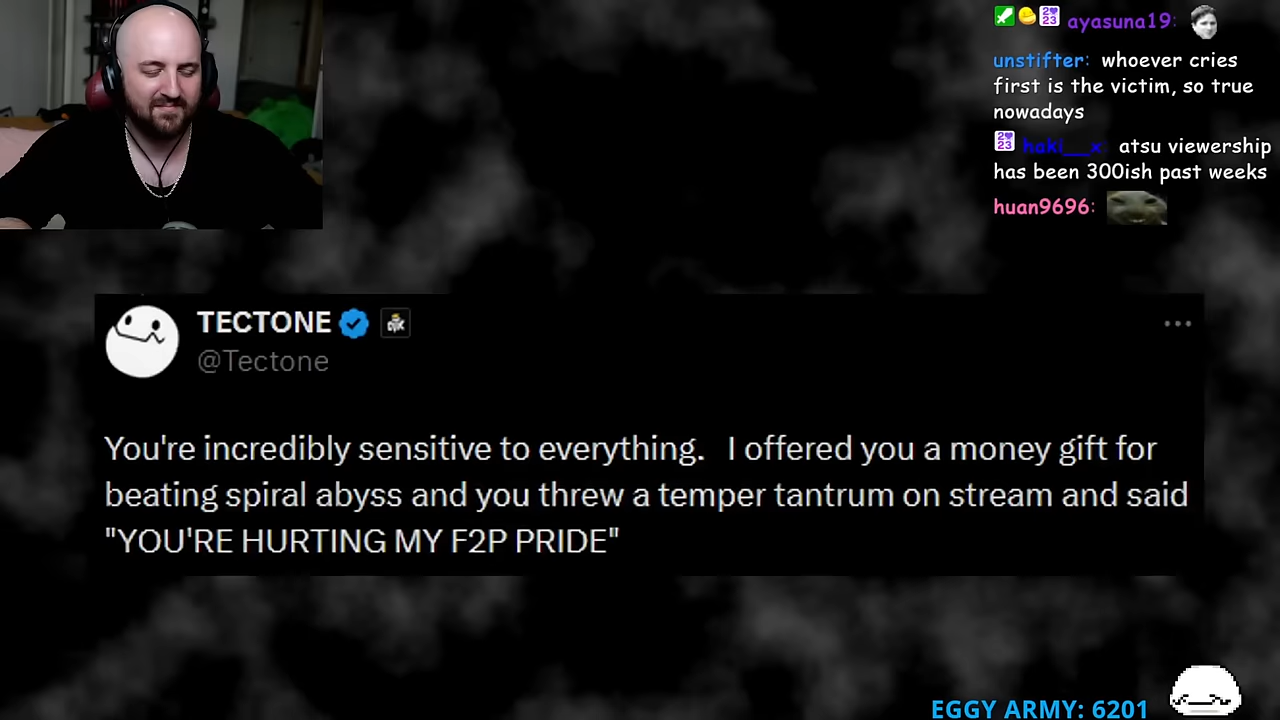 ayasuna19:
unstifter: whoever cries
first is the victim, so true
nowadays
haki__x: atsu viewership
has been 300ish past weeks
huan9696:
TECTONE
@Tectone
You're incredibly sensitive to everything. I offered you a money gift for
beating spiral abyss and you threw a temper tantrum on stream and said
"YOU'RE HURTING MY F2P PRIDE"
EGGY ARMY: 6201